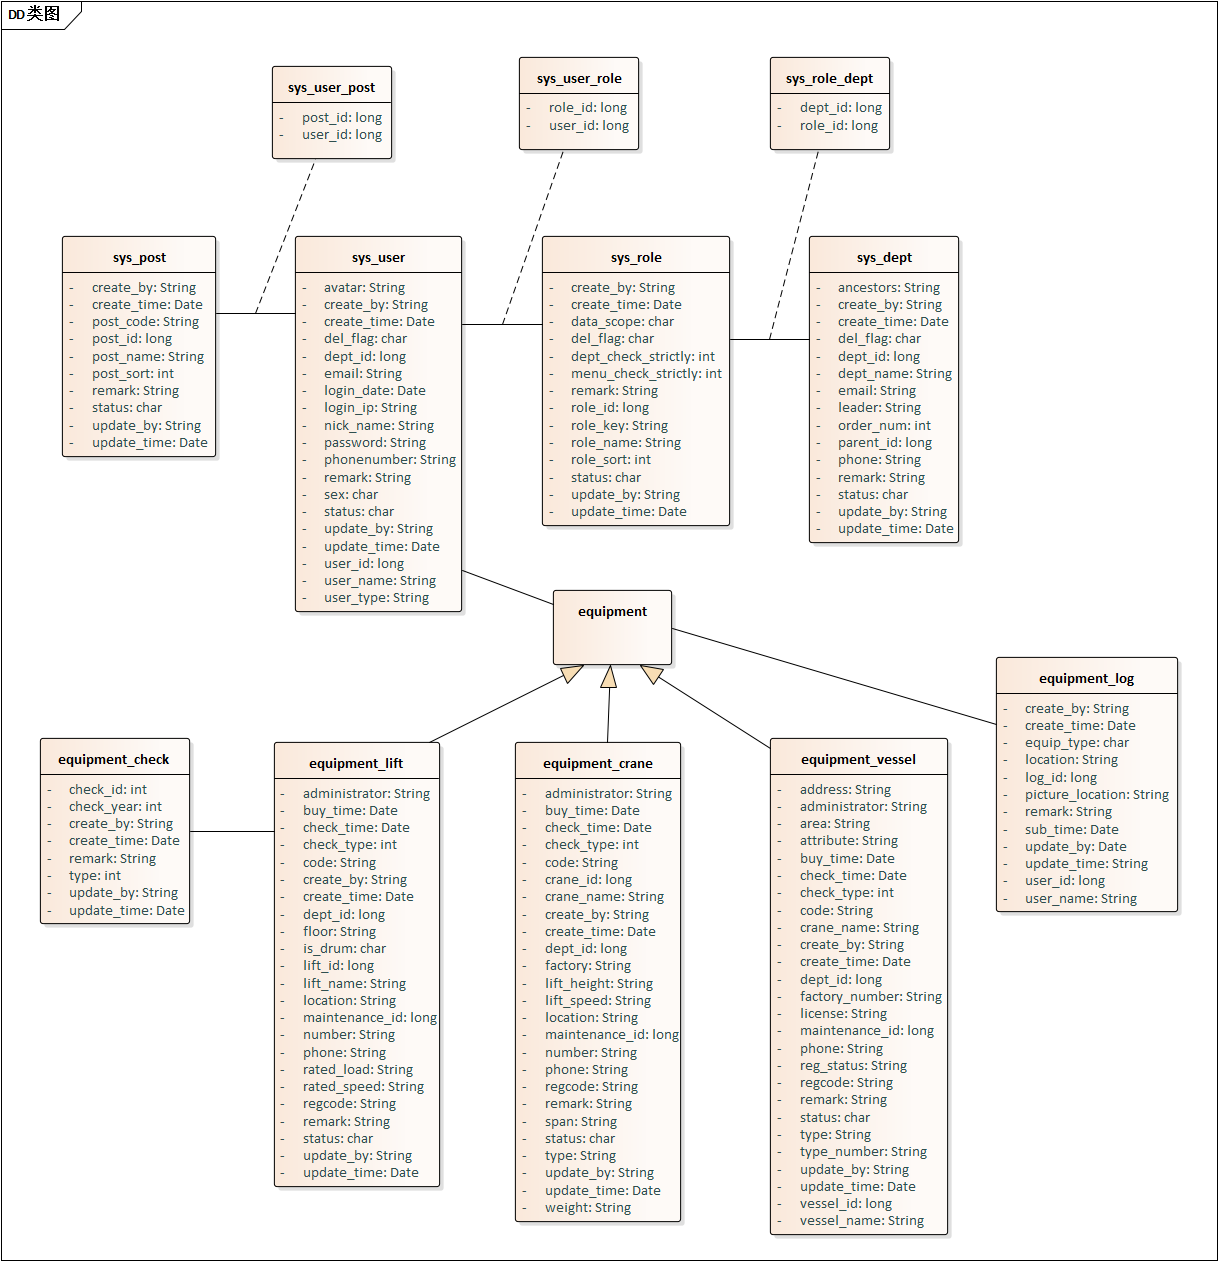 DD类图
sys_user_post
- post_id: long
- user_id: long
sys_user_role
- role_id: long
- user_id: long
sys_role_dept
- dept_id: long
- role_id: long
sys_post
- create_by: String
- create_time: Date
- post_code: String
- post_id: long
- post_name: String
- post_sort: int
- remark: String
- status: char
- update_by: String
- update_time: Date
sys_user
- avatar: String
- create_by: String
- create_time: Date
- del_flag: char
- dept_id: long
- email: String
- login_date: Date
- login_ip: String
- nick_name: String
- password: String
- phonenumber: String
- remark: String
- sex: char
- status: char
- update_by: String
- update_time: Date
- user_id: long
- user_name: String
- user_type: String
sys_role
- create_by: String
- create_time: Date
- data_scope: char
- del_flag: char
- dept_check_strictly: int
- menu_check_strictly: int
- remark: String
- role_id: long
- role_key: String
- role_name: String
- role_sort: int
- status: char
- update_by: String
- update_time: Date
sys_dept
- ancestors: String
- create_by: String
- create_time: Date
- del_flag: char
- dept_id: long
- dept_name: String
- email: String
- leader: String
- order_num: int
- parent_id: long
- phone: String
- remark: String
- status: char
- update_by: String
- update_time: Date
equipment
equipment_check
- check_id: int
- check_year: int
- create_by: String
- create_time: Date
- remark: String
- type: int
- update_by: String
- update_time: Date
equipment_lift
- administrator: String
- buy_time: Date
- check_time: Date
- check_type: int
- code: String
- create_by: String
- create_time: Date
- dept_id: long
- floor: String
- is_drum: char
- lift_id: long
- lift_name: String
- location: String
- maintenance_id: long
- number: String
- phone: String
- rated_load: String
- rated_speed: String
- regcode: String
- remark: String
- status: char
- update_by: String
- update_time: Date
equipment_crane
- administrator: String
- buy_time: Date
- check_time: Date
- check_type: int
- code: String
- crane_id: long
- crane_name: String
- create_by: String
- create_time: Date
- dept_id: long
- factory: String
- lift_height: String
- lift_speed: String
- location: String
- maintenance_id: long
- number: String
- phone: String
- regcode: String
- remark: String
- span: String
- status: char
- type: String
- update_by: String
- update_time: Date
- weight: String
equipment_vessel
- address: String
- administrator: String
- area: String
- attribute: String
- buy_time: Date
- check_time: Date
- check_type: int
- code: String
- crane_name: String
- create_by: String
- create_time: Date
- dept_id: long
- factory_number: String
- license: String
- maintenance_id: long
- phone: String
- reg_status: String
- regcode: String
- remark: String
- status: char
- type: String
- type_number: String
- update_by: String
- update_time: Date
- vessel_id: long
- vessel_name: String
equipment_log
- create_by: String
- create_time: Date
- equip_type: char
- location: String
- log_id: long
- picture_location: String
- remark: String
- sub_time: Date
- update_by: Date
- update_time: String
- user_id: long
- user_name: String